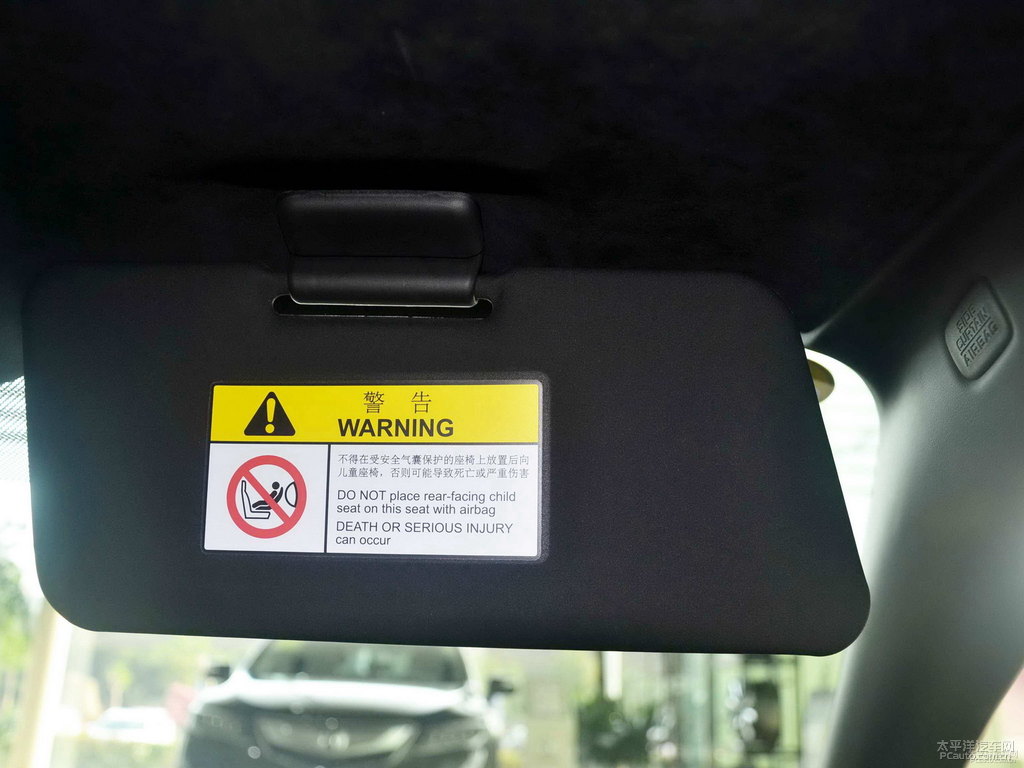 SIDE
CURTAIN
AIRBAG
警 告
WARNING
不得在受安全气囊保护的座椅上放置后向
儿童座椅，否则可能导致死亡或严重伤害
DO NOT place rear-facing child
seat on this seat with airbag
DEATH OR SERIOUS INJURY
can occur
太平洋汽车网
PCauto.com.cn